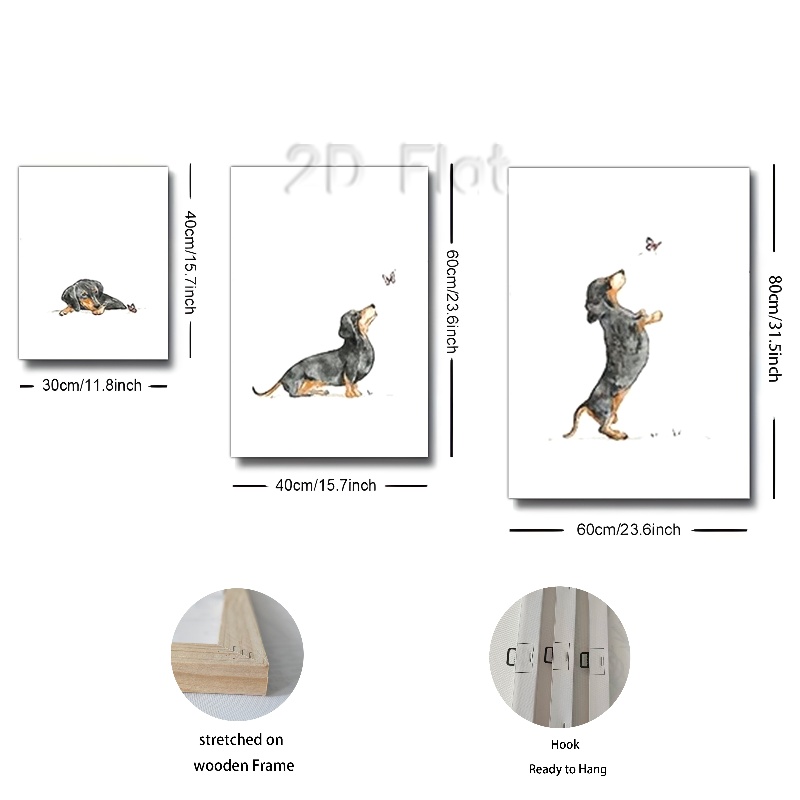 2D Flat
40cm/15.7inch
60cm/23.6inch
80cm/31.5inch
30cm/11.8inch
40cm/15.7inch
60cm/23.6inch
stretched on
wooden Frame
Hook
Ready to Hang